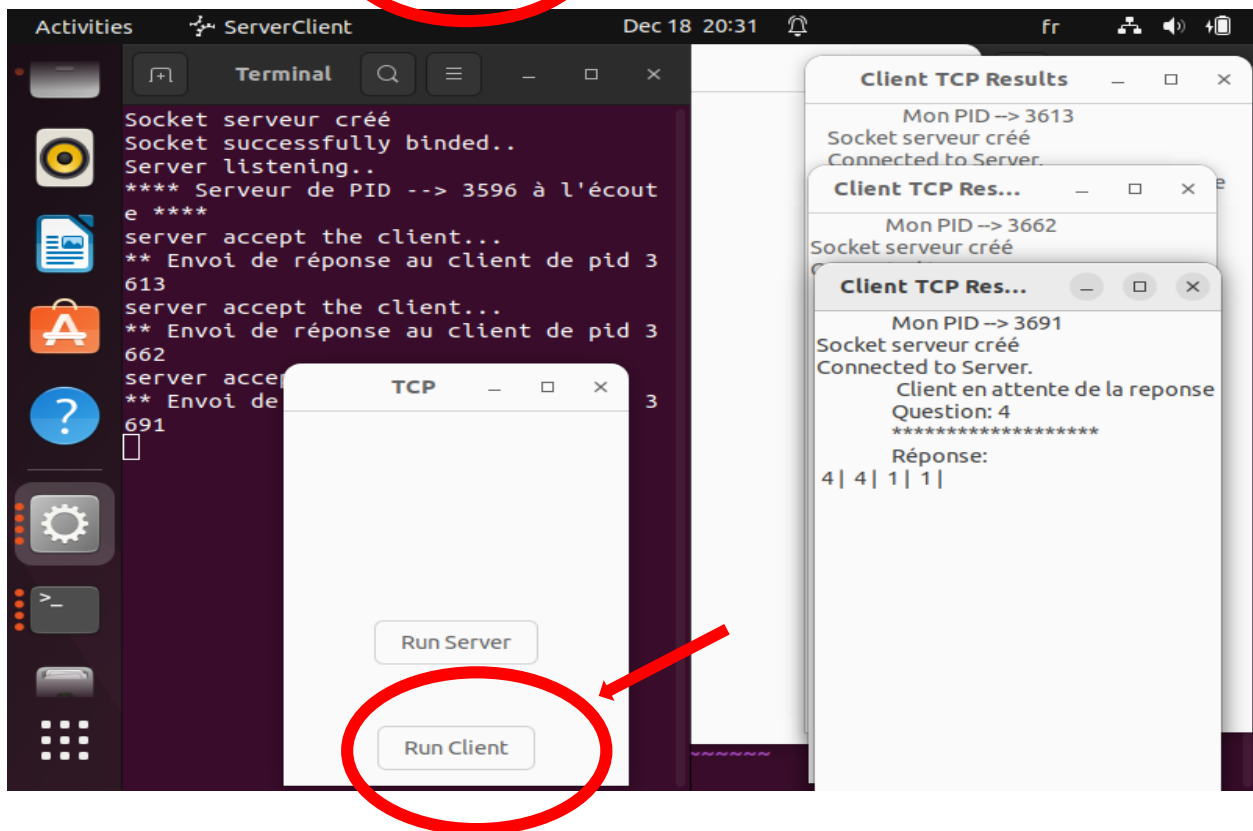 Activities
ServerClient
Dec 18 20:31
fr
Terminal
Socket serveur créé
Socket successfully binded..
Server listening..
**** Serveur de PID --> 3596 à l'écout
e ****
server accept the client...
** Envoi de réponse au client de pid 3
613
server accept the client...
** Envoi de réponse au client de pid 3
662
server accep
** Envoi de 3
691
TCP
Run Server
Run Client
Client TCP Results
Mon PID --> 3613
Socket serveur créé
Connected to Server.
e
Client TCP Res...
Mon PID --> 3662
Socket serveur créé
Client TCP Res...
Mon PID --> 3691
Socket serveur créé
Connected to Server.
Client en attente de la reponse
Question: 4
*******************
Réponse:
4| 4| 1| 1|
~~~~~~